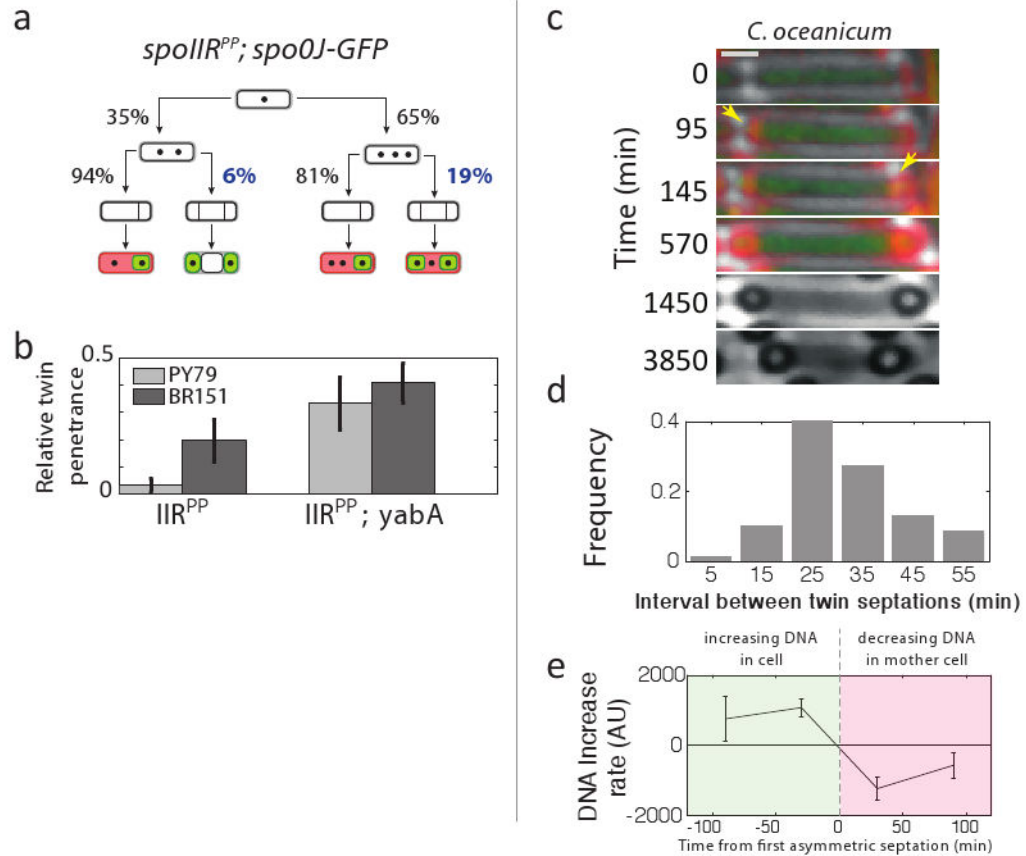 a
spoIIR^PP; spo0J-GFP
35%
65%
94%
6%
81%
19%
b
Relative twin
penetrance
0.5
0
PY79
BR151
IIR^PP
IIR^PP; yabA
c
C. oceanicum
Time (min)
0
95
145
570
1450
3850
d
Frequency
0.4
0.2
0
5 15 25 35 45 55
Interval between twin septations (min)
e
increasing DNA
in cell
decreasing DNA
in mother cell
DNA Increase
rate (AU)
2000
0
-2000
-100 -50 0 50 100
Time from first asymmetric septation (min)